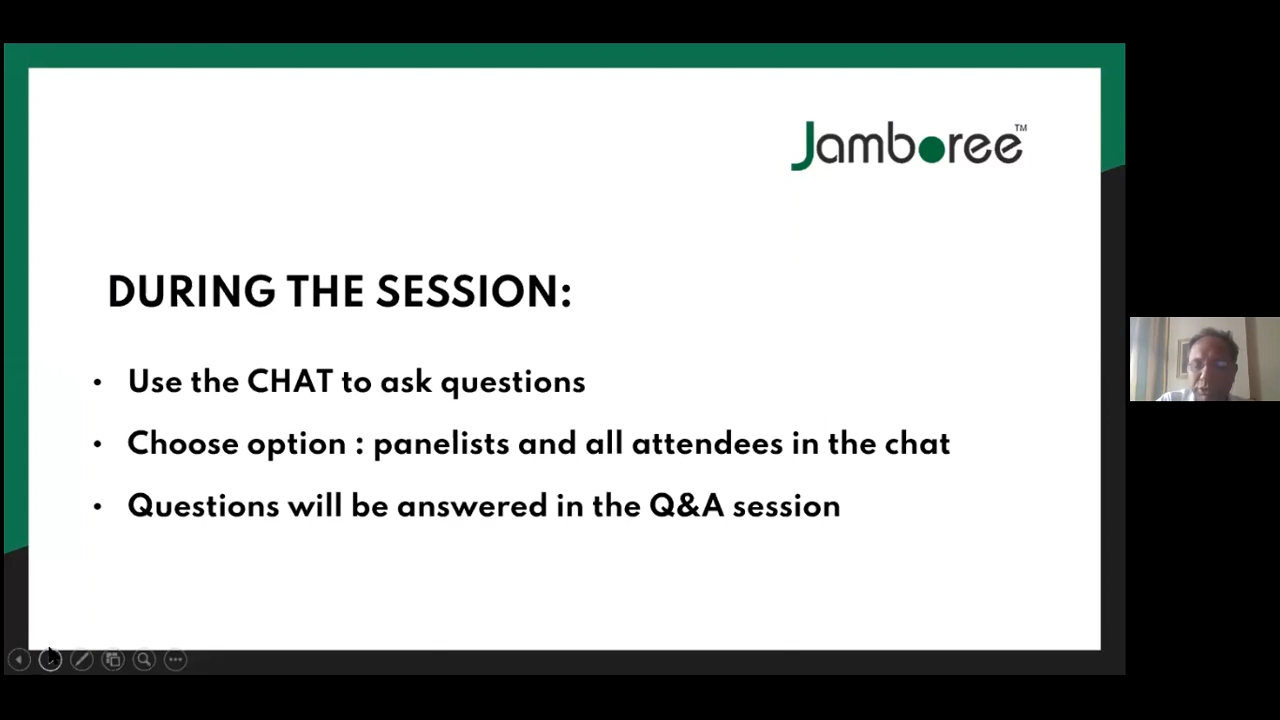 Jamboree™
DURING THE SESSION:
• Use the CHAT to ask questions
• Choose option : panelists and all attendees in the chat
• Questions will be answered in the Q&A session